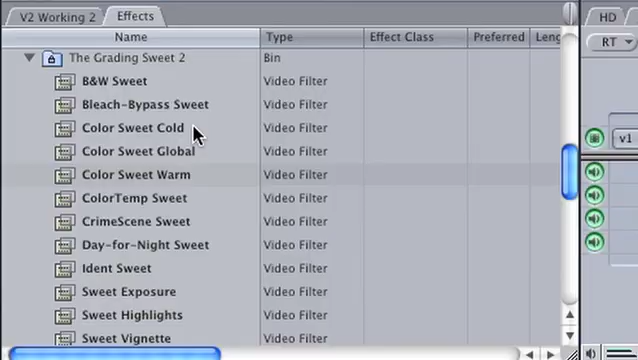 V2 Working 2 Effects HD
Name Type Effect Class Preferred Leng RT
The Grading Sweet 2 Bin
B&W Sweet Video Filter
Bleach-Bypass Sweet Video Filter
Color Sweet Cold Video Filter v1
Color Sweet Global Video Filter
Color Sweet Warm Video Filter
ColorTemp Sweet Video Filter
CrimeScene Sweet Video Filter
Day-for-Night Sweet Video Filter
Ident Sweet Video Filter
Sweet Exposure Video Filter
Sweet Highlights Video Filter
Sweet Vignette Video Filter